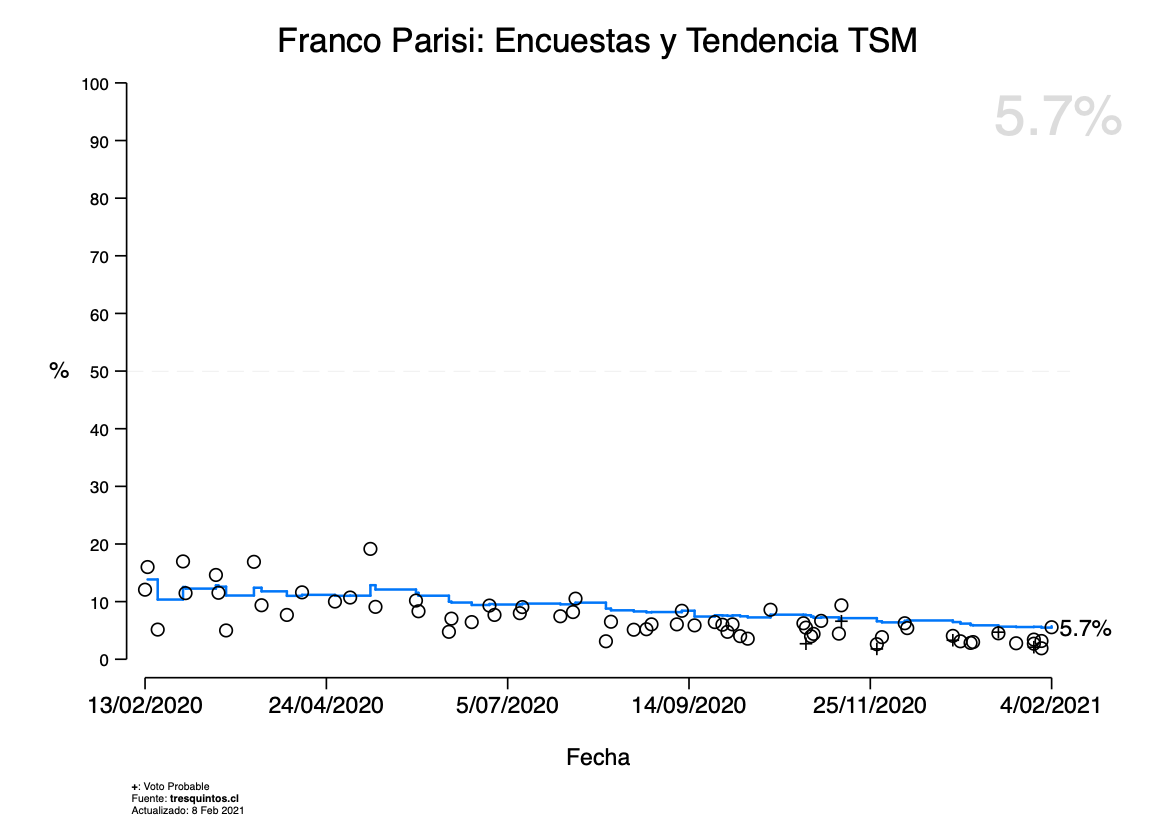 Franco Parisi: Encuestas y Tendencia TSM
5.7%
100
90
80
70
60
% 50
40
30
20
10
0
5.7%
13/02/2020 24/04/2020 5/07/2020 14/09/2020 25/11/2020 4/02/2021
Fecha
+: Voto Probable
Fuente: tresquintos.cl
Actualizado: 8 Feb 2021